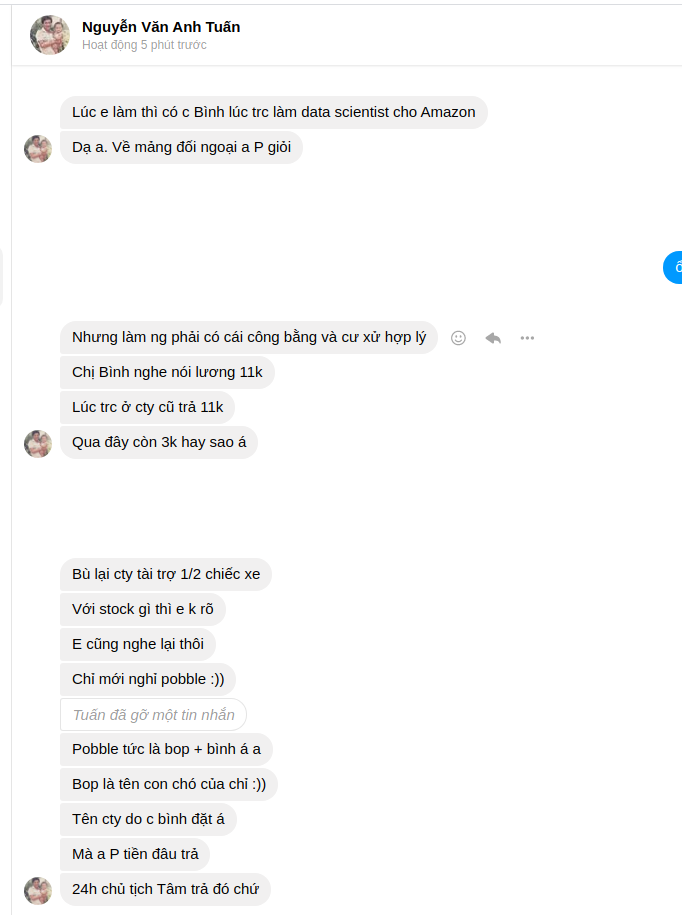 Nguyễn Văn Anh Tuấn
Hoạt động 5 phút trước
Lúc e làm thì có c Bình lúc trc làm data scientist cho Amazon
Dạ a. Về mảng đối ngoại a P giỏi
Nhưng làm ng phải có cái công bằng và cư xử hợp lý
Chị Bình nghe nói lương 11k
Lúc trc ở cty cũ trả 11k
Qua đây còn 3k hay sao á
Bù lại cty tài trợ 1/2 chiếc xe
Với stock gì thì e k rõ
E cũng nghe lại thôi
Chỉ mới nghỉ pobble :))
Tuấn đã gỡ một tin nhắn
Pobble tức là bop + bình á a
Bop là tên con chó của chỉ :))
Tên cty do c bình đặt á
Mà a P tiền đâu trả
24h chủ tịch Tâm trả đó chứ